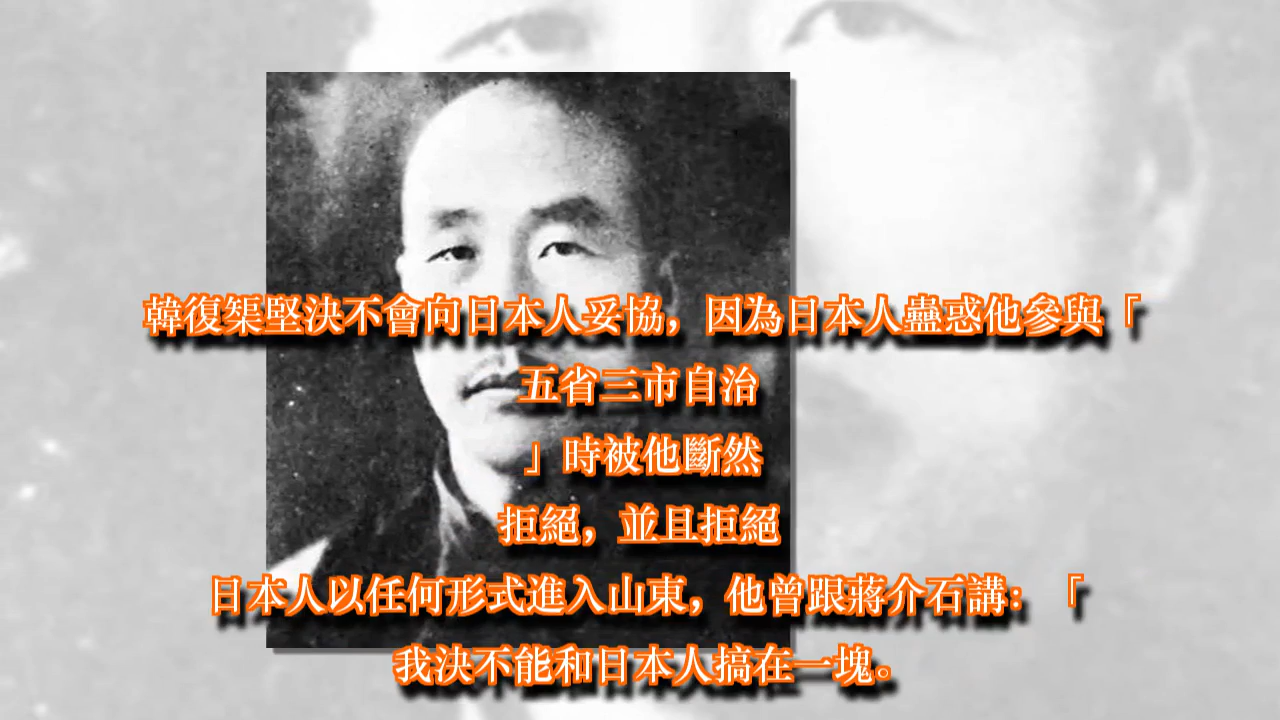 韓復榘堅決不會向日本人妥協，因為日本人蠱惑他參與「
五省三市自治
」時被他斷然
拒絕，並且拒絕
日本人以任何形式進入山東，他曾跟蔣介石講：「
我決不能和日本人搞在一塊。